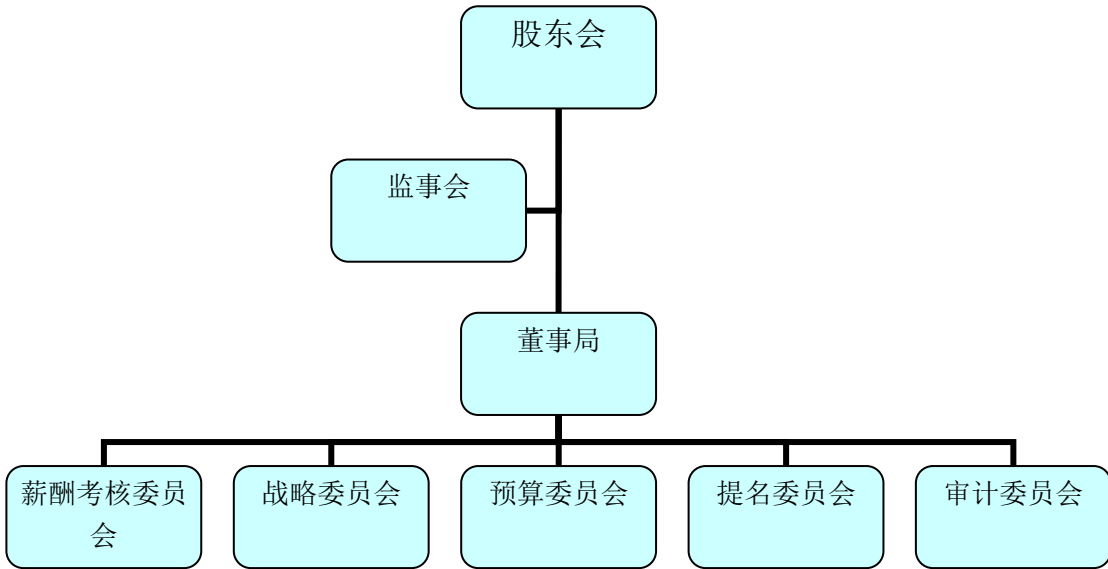 股东会
监事会
董事局
薪酬考核委员
会
战略委员会
预算委员会
提名委员会
审计委员会